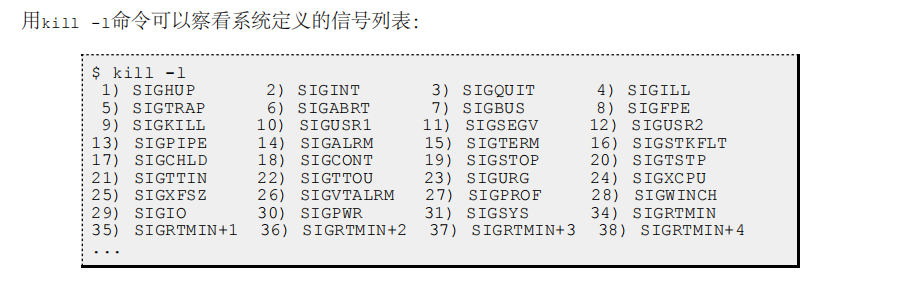 用kill -l命令可以察看系统定义的信号列表:
$ kill -l
1) SIGHUP 2) SIGINT 3) SIGQUIT 4) SIGILL
5) SIGTRAP 6) SIGABRT 7) SIGBUS 8) SIGFPE
9) SIGKILL 10) SIGUSR1 11) SIGSEGV 12) SIGUSR2
13) SIGPIPE 14) SIGALRM 15) SIGTERM 16) SIGSTKFLT
17) SIGCHLD 18) SIGCONT 19) SIGSTOP 20) SIGTSTP
21) SIGTTIN 22) SIGTTOU 23) SIGURG 24) SIGXCPU
25) SIGXFSZ 26) SIGVTALRM 27) SIGPROF 28) SIGWINCH
29) SIGIO 30) SIGPWR 31) SIGSYS 34) SIGRTMIN
35) SIGRTMIN+1 36) SIGRTMIN+2 37) SIGRTMIN+3 38) SIGRTMIN+4
...